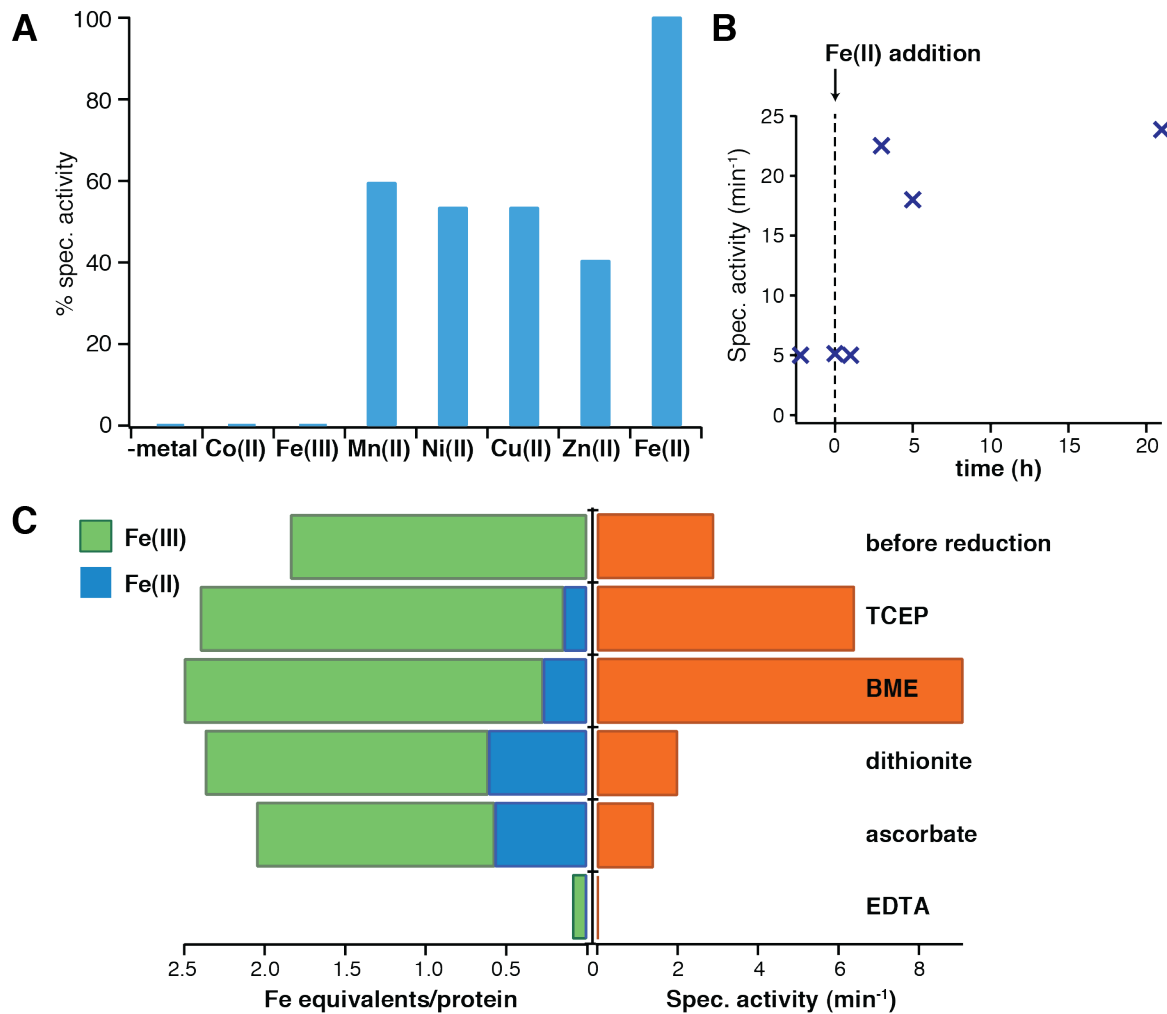 A
100
80
60
40
20
0
% spec. activity
-metal Co(II) Fe(III) Mn(II) Ni(II) Cu(II) Zn(II) Fe(II)
B
Fe(II) addition
25
20
15
10
5
0
Spec. activity (min⁻¹)
0 5 10 15 20
time (h)
C
Fe(III)
Fe(II)
before reduction
TCEP
BME
dithionite
ascorbate
EDTA
2.5 2.0 1.5 1.0 0.5 0 2 4 6 8
Fe equivalents/protein
Spec. activity (min⁻¹)